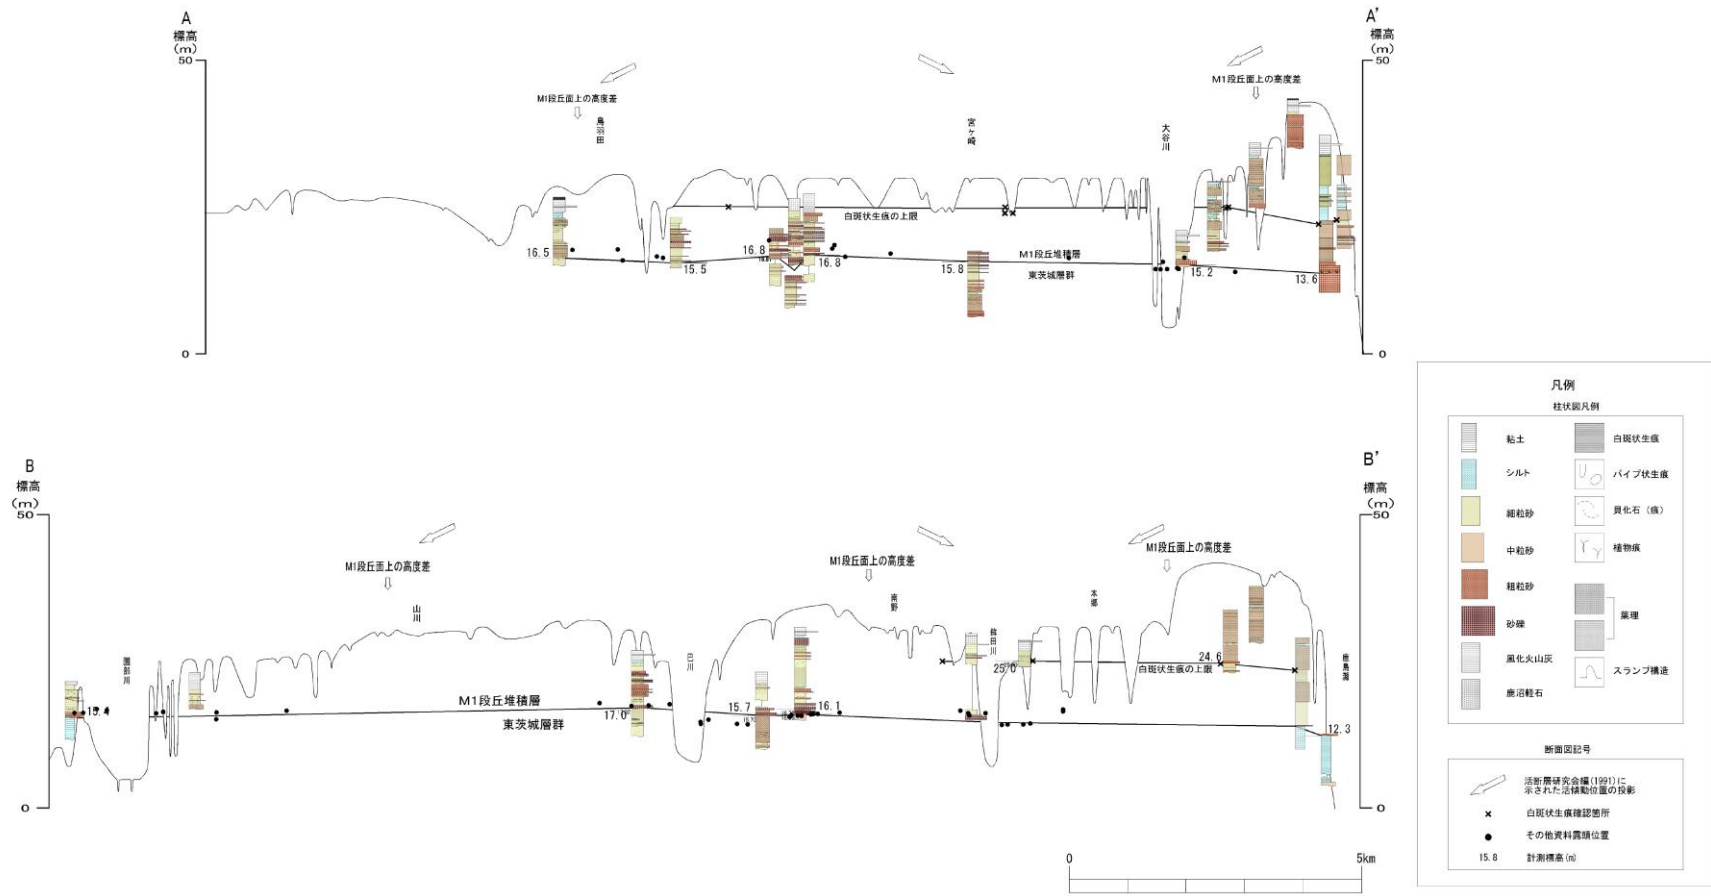 A
標高
(m)
50
0
M1段丘面上の高度差
鳥羽田
宮ヶ崎
大谷川
M1段丘面上の高度差
A'
標高
(m)
50
0
白斑状生痕の上限
M1段丘堆積層
東茨城層群
16.5
15.5
16.8
16.8
15.8
15.2
13.6
B
標高
(m)
50
0
M1段丘面上の高度差
山川
園部川
巴川
M1段丘面上の高度差
南野
鉾田川
本郷
M1段丘面上の高度差
鹿島灘
B'
標高
(m)
50
0
白斑状生痕の上限
M1段丘堆積層
東茨城層群
15.4
17.0
15.7
16.1
25.0
24.6
12.3
凡例
柱状図凡例
粘土
白斑状生痕
シルト
パイプ状生痕
細粒砂
貝化石(痕)
中粒砂
植物痕
粗粒砂
葉理
砂礫
風化火山灰
スランプ構造
鹿沼軽石
断面図記号
活断層研究会編(1991)に
示された活傾動位置の投影
白斑状生痕確認箇所
その他資料露頭位置
15.8 計測標高(m)
0 5km